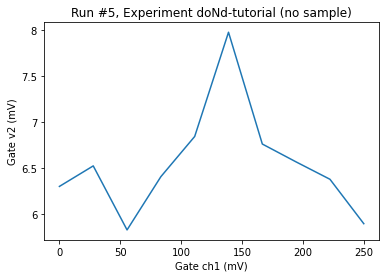 Run #5, Experiment doNd-tutorial (no sample)
8
7.5
7
6.5
6
Gate v2 (mV)
0 50 100 150 200 250
Gate ch1 (mV)